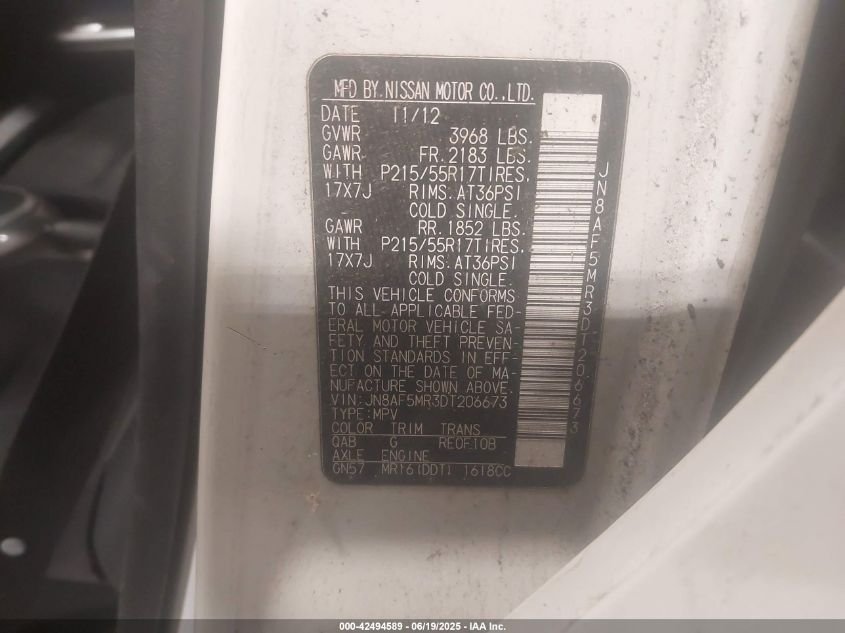 MFD BY.NISSAN MOTOR CO.,LTD.
DATE 11/12
GVWR 3968 LBS.
GAWR FR.2183 LBS.
WITH P215/55R17TIRES,
17X7J RIMS.AT36PSI
COLD SINGLE.
GAWR RR.1852 LBS.
WITH P215/55R17TIRES,
17X7J RIMS.AT36PSI
COLD SINGLE.
THIS VEHICLE CONFORMS
TO ALL APPLICABLE FED-
ERAL MOTOR VEHICLE SA-
FETY AND THEFT PREVEN-
TION STANDARDS IN EFF-
ECT ON THE DATE OF MA-
NUFACTURE SHOWN ABOVE.
VIN:JN8AF5MR3DT206673
TYPE:MPV
COLOR TRIM TRANS
QAB G RE0F10B
AXLE ENGINE
GN57 MR16(DDT) 1618CC
JN8AF5MR3DT206673
000-42494589 - 06/19/2025 - IAA Inc.